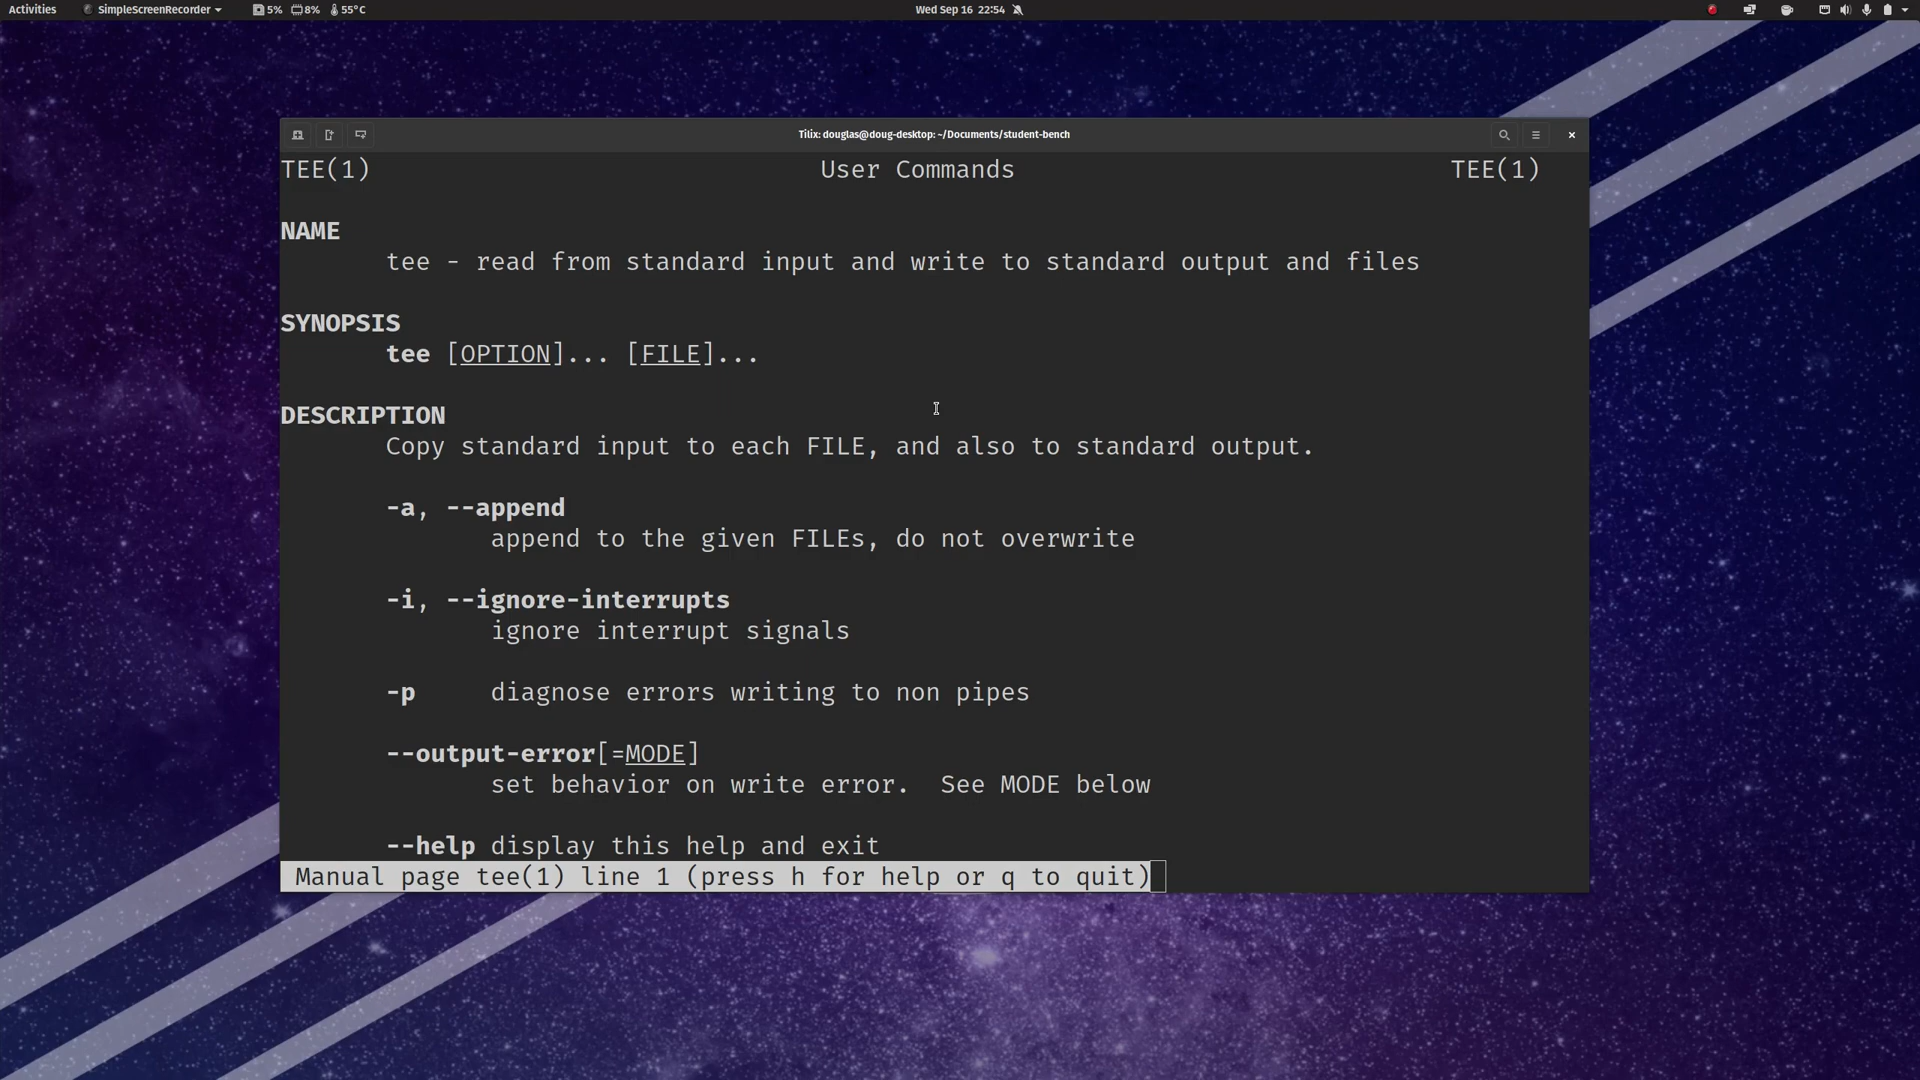 Activities SimpleScreenRecorder 5% 8% 55°C Wed Sep 16 22:54
Tilix: douglas@doug-desktop: ~/Documents/student-bench
TEE(1) User Commands TEE(1)
NAME
tee - read from standard input and write to standard output and files
SYNOPSIS
tee [OPTION]... [FILE]...
DESCRIPTION
Copy standard input to each FILE, and also to standard output.
-a, --append
append to the given FILEs, do not overwrite
-i, --ignore-interrupts
ignore interrupt signals
-p diagnose errors writing to non pipes
--output-error[=MODE]
set behavior on write error. See MODE below
--help display this help and exit
Manual page tee(1) line 1 (press h for help or q to quit)